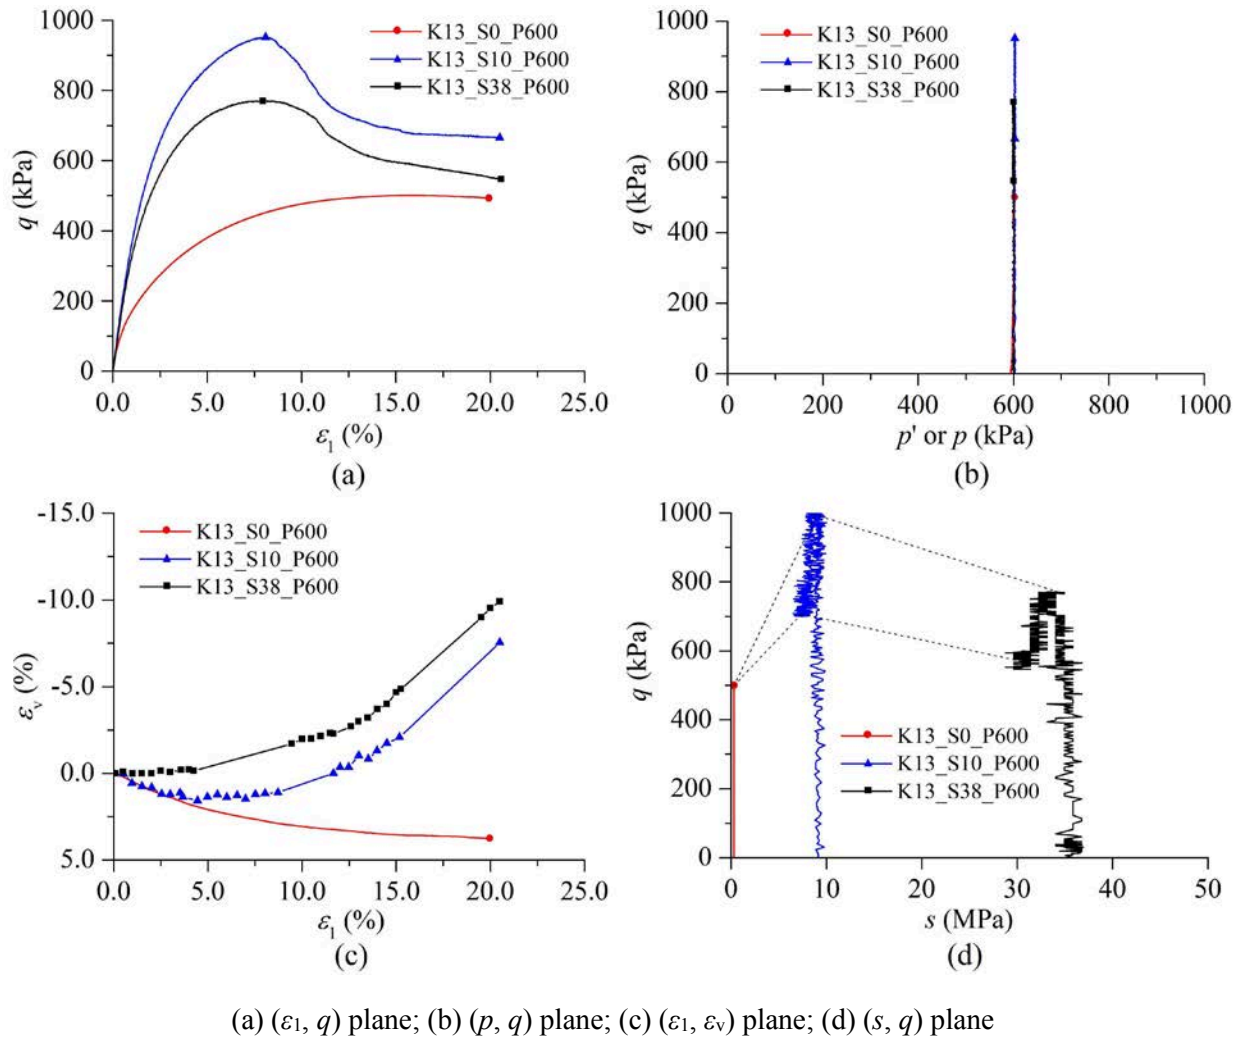 1000
800
600
400
200
0
q (kPa)
K13_S0_P600
K13_S10_P600
K13_S38_P600
0.0 5.0 10.0 15.0 20.0 25.0
ε1 (%)
(a)
1000
800
600
400
200
0
q (kPa)
K13_S0_P600
K13_S10_P600
K13_S38_P600
0 200 400 600 800 1000
p' or p (kPa)
(b)
-15.0
-10.0
-5.0
0.0
5.0
εv (%)
K13_S0_P600
K13_S10_P600
K13_S38_P600
0.0 5.0 10.0 15.0 20.0 25.0
ε1 (%)
(c)
1000
800
600
400
200
0
q (kPa)
K13_S0_P600
K13_S10_P600
K13_S38_P600
0 10 20 30 40 50
s (MPa)
(d)
(a) (ε1, q) plane; (b) (p, q) plane; (c) (ε1, εv) plane; (d) (s, q) plane